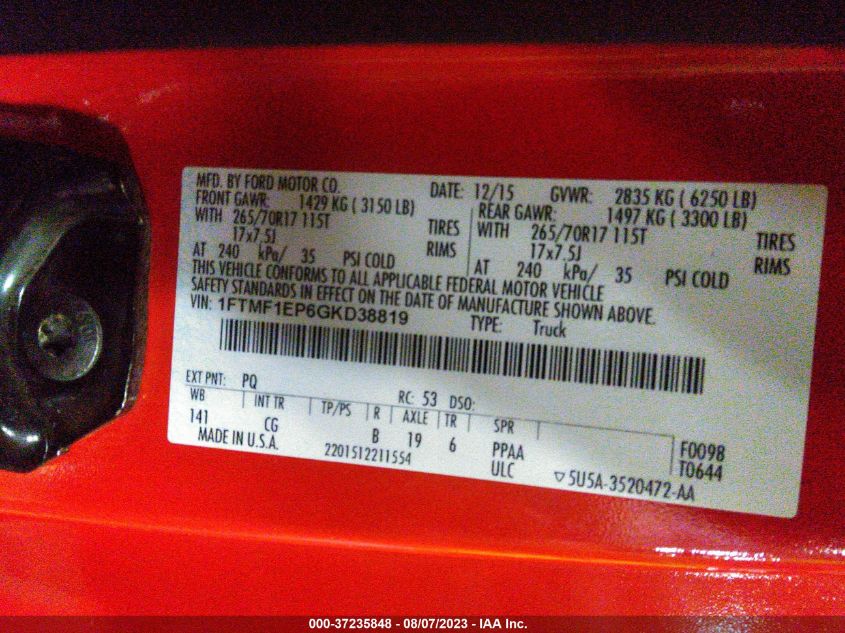 MFD. BY FORD MOTOR CO. DATE: 12/15 GVWR: 2835 KG ( 6250 LB)
FRONT GAWR: 1429 KG ( 3150 LB) REAR GAWR: 1497 KG ( 3300 LB)
WITH 265/70R17 115T TIRES WITH 265/70R17 115T TIRES
17x7.5J RIMS 17x7.5J RIMS
AT 240 kPa/ 35 PSI COLD AT 240 kPa/ 35 PSI COLD
THIS VEHICLE CONFORMS TO ALL APPLICABLE FEDERAL MOTOR VEHICLE
SAFETY STANDARDS IN EFFECT ON THE DATE OF MANUFACTURE SHOWN ABOVE.
VIN: 1FTMF1EP6GKD38819 TYPE: Truck
EXT PNT: PQ RC: 53 DSO:
WB INT TR TP/PS R AXLE TR SPR
141 CG B 19 6 PPAA F0098
MADE IN U.S.A. 2201512211554 ULC T0644
▽5U5A-3520472-AA
000-37235848 - 08/07/2023 - IAA Inc.